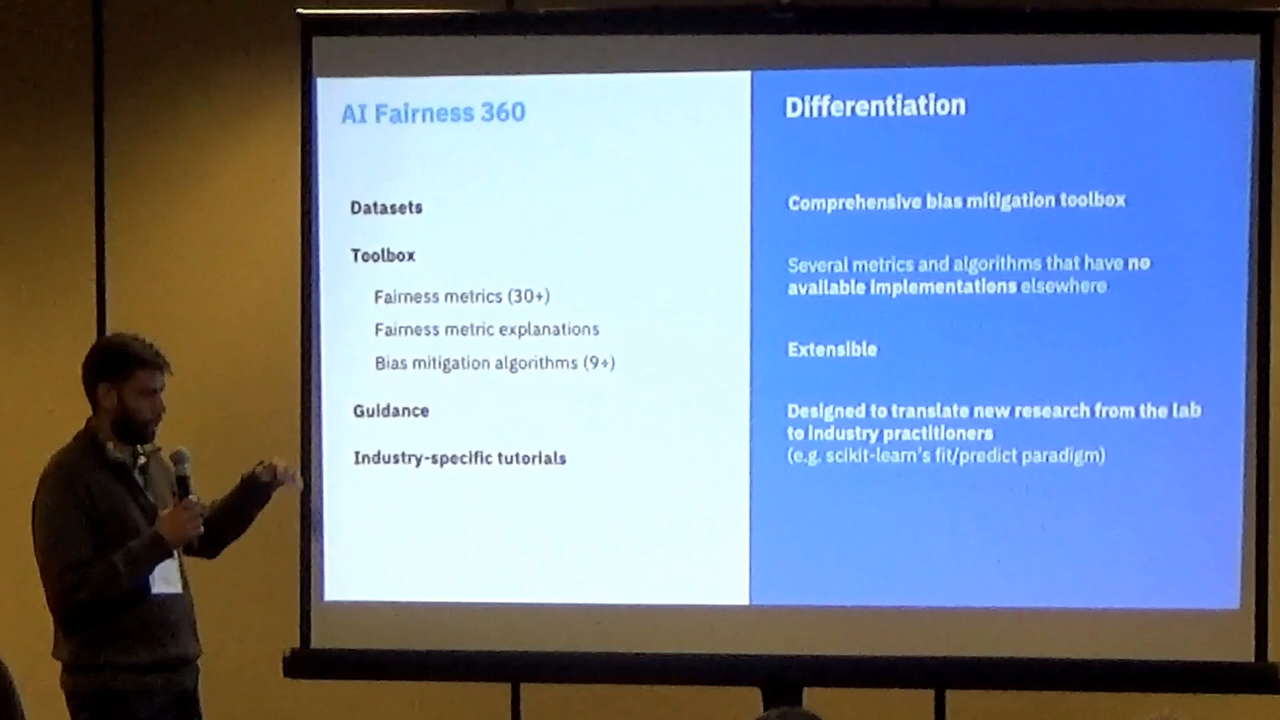 AI Fairness 360
Datasets
Toolbox
Fairness metrics (30+)
Fairness metric explanations
Bias mitigation algorithms (9+)
Guidance
Industry-specific tutorials
Differentiation
Comprehensive bias mitigation toolbox
Several metrics and algorithms that have no
available implementations elsewhere
Extensible
Designed to translate new research from the lab
to industry practitioners
(e.g. scikit-learn's fit/predict paradigm)